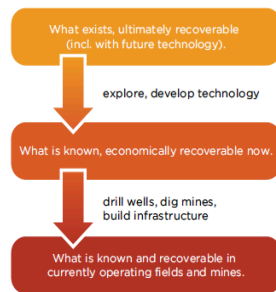 What exists, ultimately recoverable
(incl. with future technology).
explore, develop technology
What is known, economically recoverable now.
drill wells, dig mines,
build infrastructure
What is known and recoverable in
currently operating fields and mines.